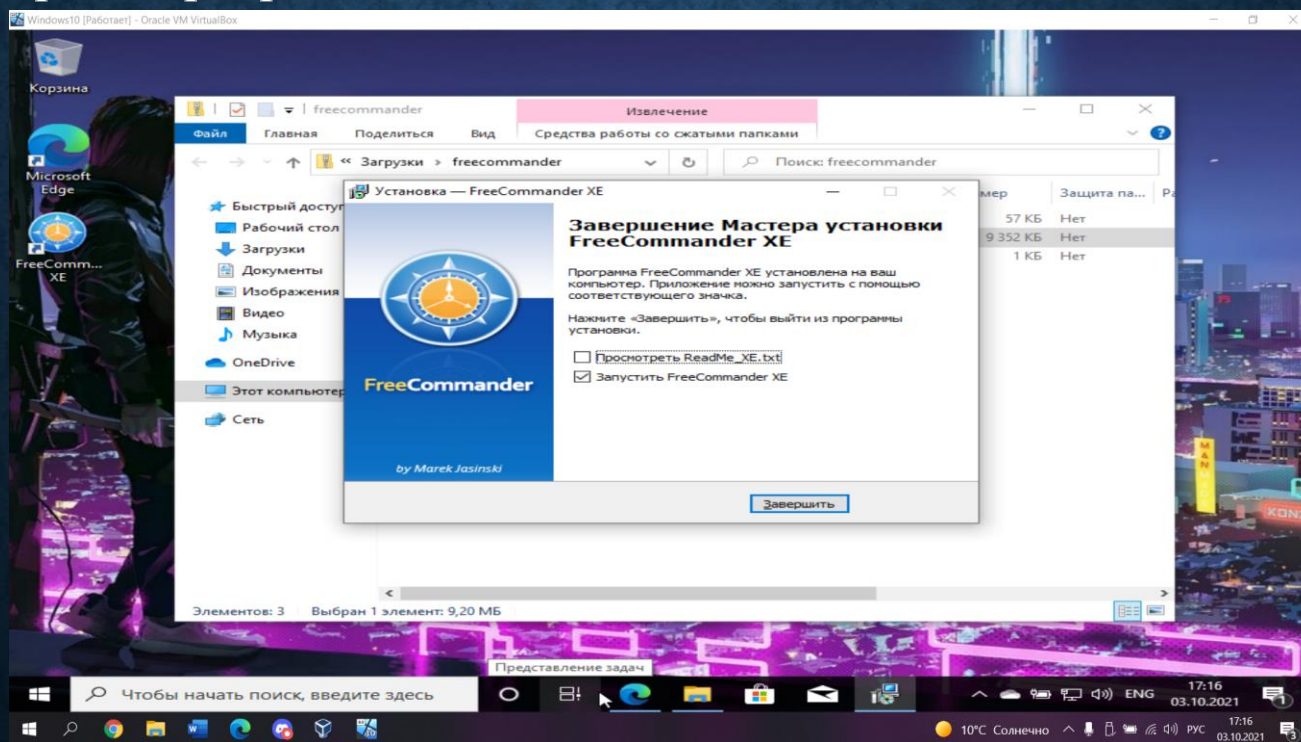 Windows10 [Работает] - Oracle VM VirtualBox
Корзина
Microsoft
Edge
FreeComm...
XE
freecommander
Извлечение
Файл Главная Поделиться Вид Средства работы со сжатыми папками
« Загрузки › freecommander
Поиск: freecommander
Быстрый доступ
Рабочий стол
Загрузки
Документы
Изображения
Видео
Музыка
OneDrive
Этот компьютер
Сеть
мер Защита па... Ра
57 КБ Нет
9 352 КБ Нет
1 КБ Нет
Установка — FreeCommander XE
Завершение Мастера установки
FreeCommander XE
Программа FreeCommander XE установлена на ваш
компьютер. Приложение можно запустить с помощью
соответствующего значка.
Нажмите «Завершить», чтобы выйти из программы
установки.
Просмотреть ReadMe_XE.txt
Запустить FreeCommander XE
FreeCommander
by Marek Jasinski
Завершить
Элементов: 3 Выбран 1 элемент: 9,20 МБ
Представление задач
Чтобы начать поиск, введите здесь
ENG
17:16
03.10.2021
1
10°C Солнечно
РУС
17:16
03.10.2021
3